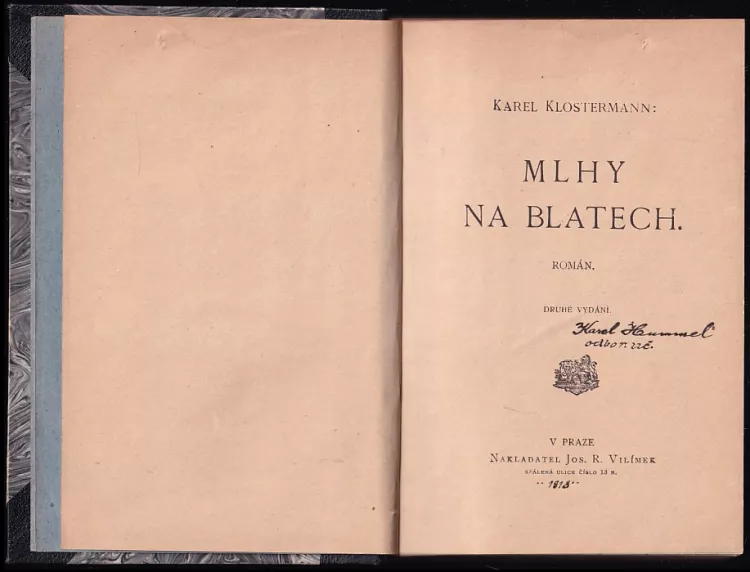 KAREL KLOSTERMANN:
MLHY
NA BLATECH.
ROMÁN.
DRUHÉ VYDÁNÍ.
Karel Hummel
V PRAZE
NAKLADATEL JOS. R. VILÍMEK
SPÁLENÁ ULICE ČÍSLO 13 N.